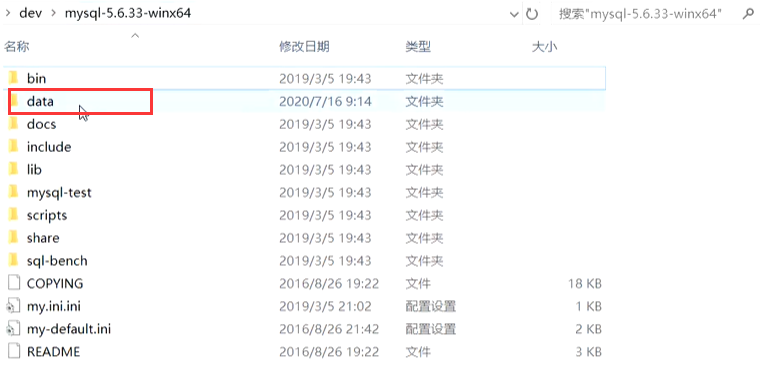 dev mysql-5.6.33-winx64 搜索"mysql-5.6.33-winx64"
名称 修改日期 类型 大小
bin 2019/3/5 19:43 文件夹
data 2020/7/16 9:14 文件夹
docs 2019/3/5 19:43 文件夹
include 2019/3/5 19:43 文件夹
lib 2019/3/5 19:43 文件夹
mysql-test 2019/3/5 19:43 文件夹
scripts 2019/3/5 19:43 文件夹
share 2019/3/5 19:43 文件夹
sql-bench 2019/3/5 19:43 文件夹
COPYING 2016/8/26 19:22 文件 18 KB
my.ini.ini 2019/3/5 21:02 配置设置 1 KB
my-default.ini 2016/8/26 21:42 配置设置 2 KB
README 2016/8/26 19:22 文件 3 KB